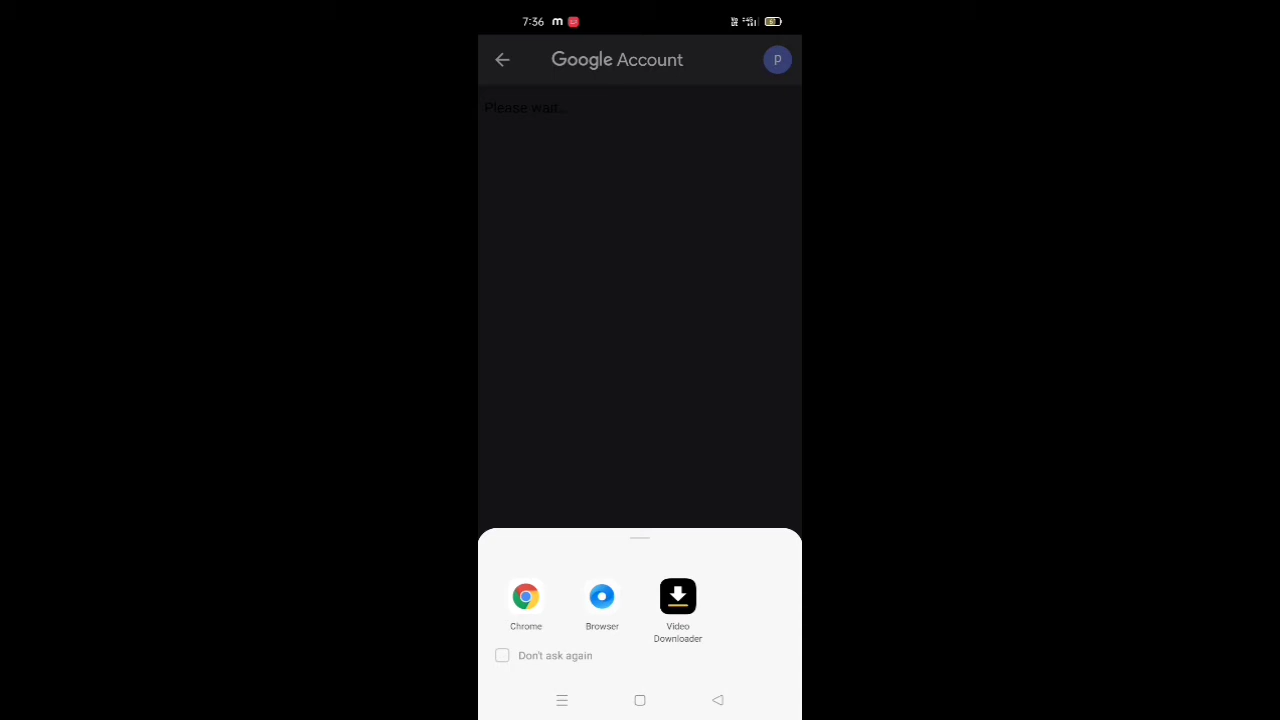 7:36
Google Account
P
Please wait...
Chrome
Browser
Video
Downloader
Don't ask again